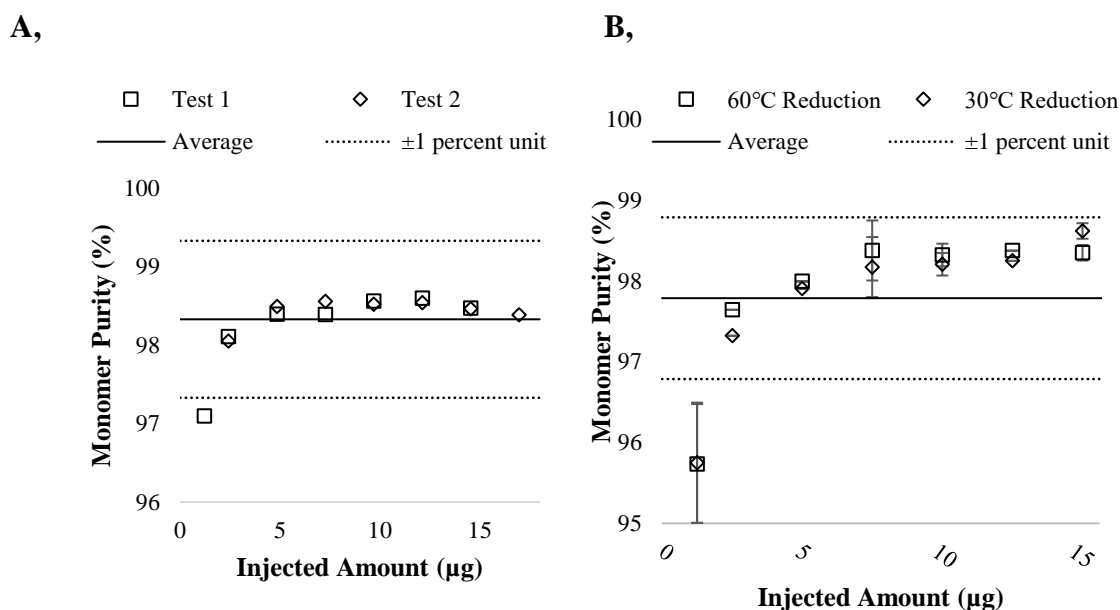 A,
Test 1 Test 2
Average ±1 percent unit
Monomer Purity (%)
100
99
98
97
96
0 5 10 15
Injected Amount (µg)
B,
60°C Reduction 30°C Reduction
Average ±1 percent unit
Monomer Purity (%)
100
99
98
97
96
95
0 5 10 15
Injected Amount (µg)